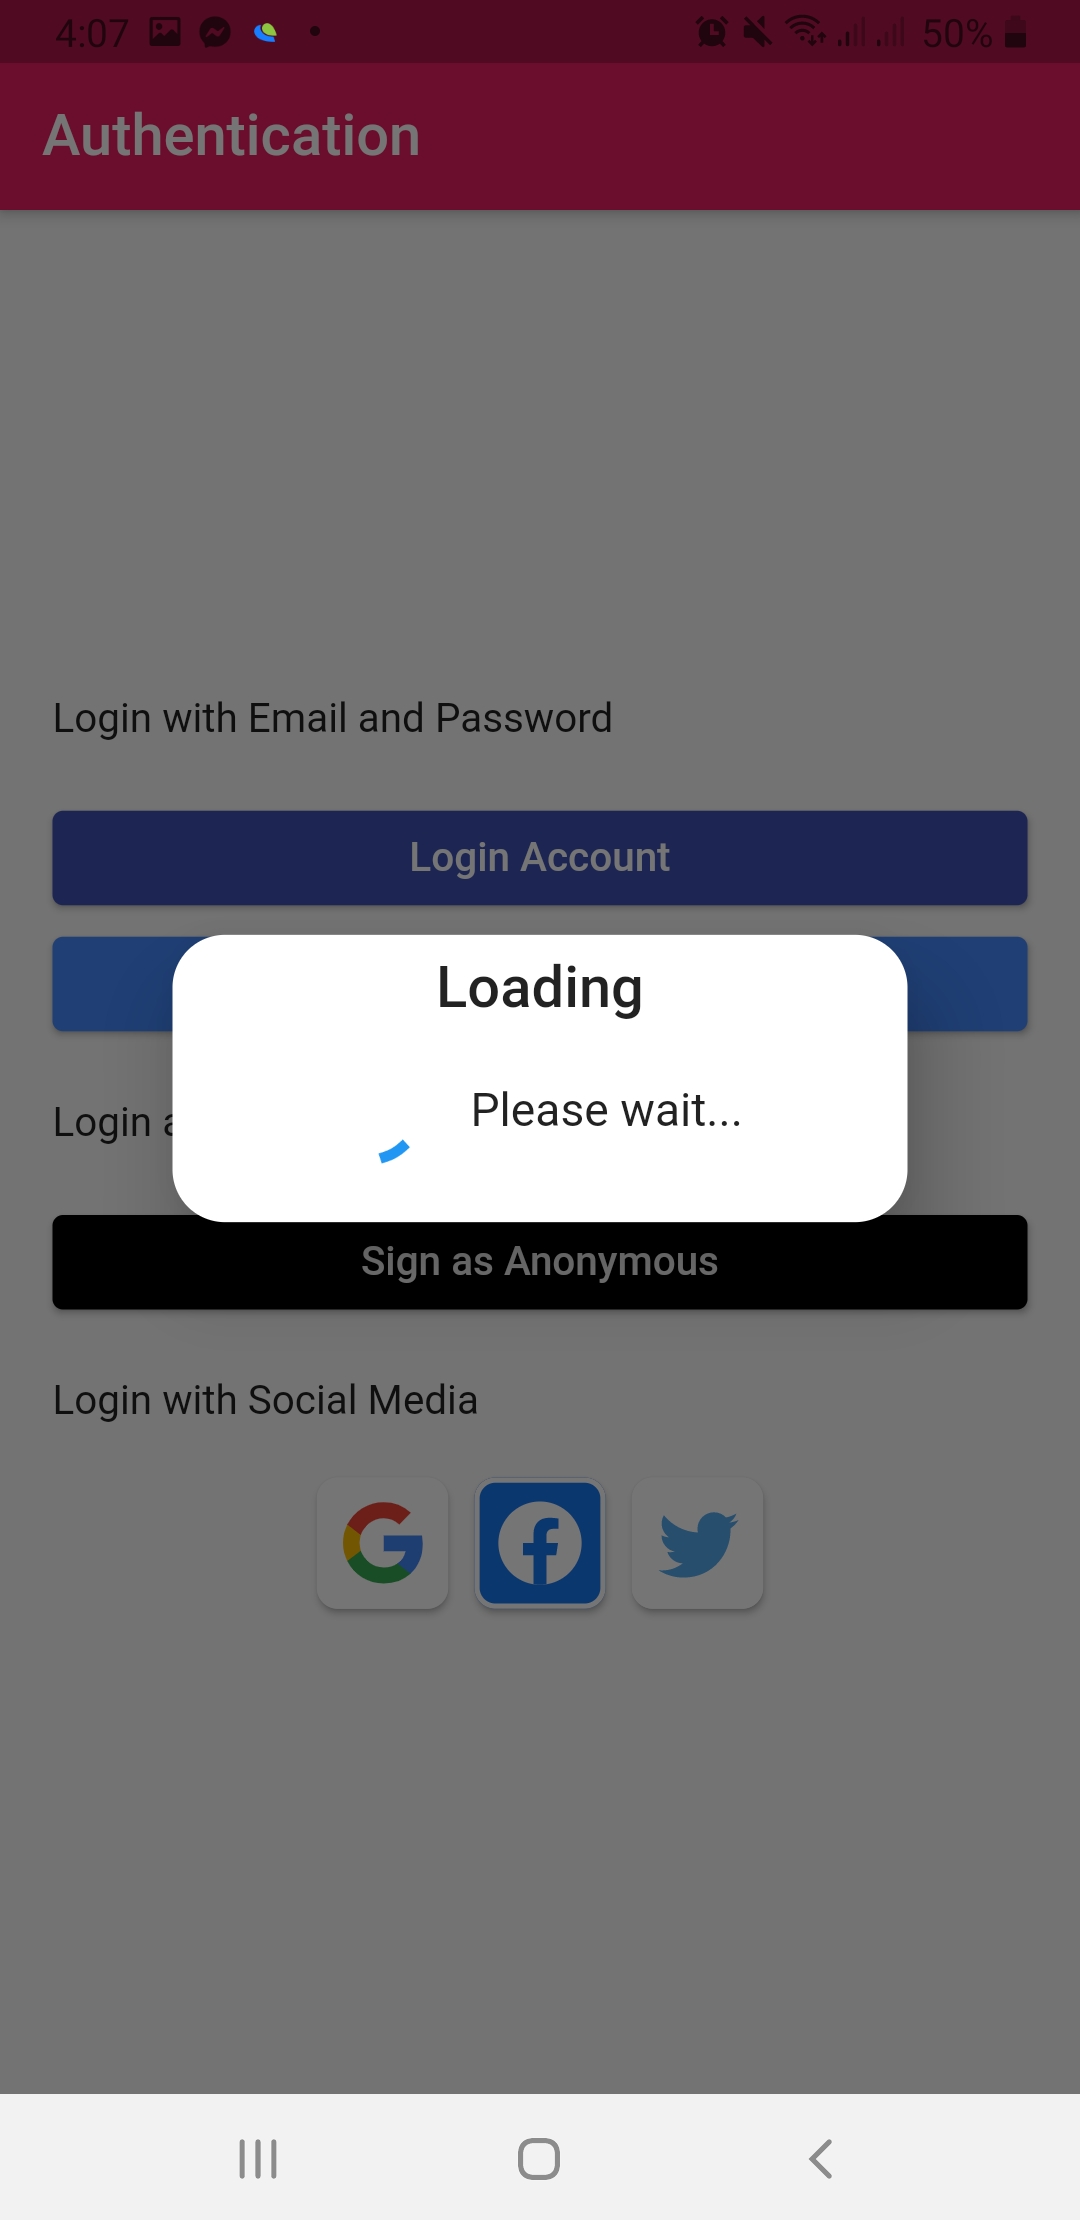 4:07
50%
Authentication
Login with Email and Password
Login Account
Loading
Please wait...
Login
Sign as Anonymous
Login with Social Media